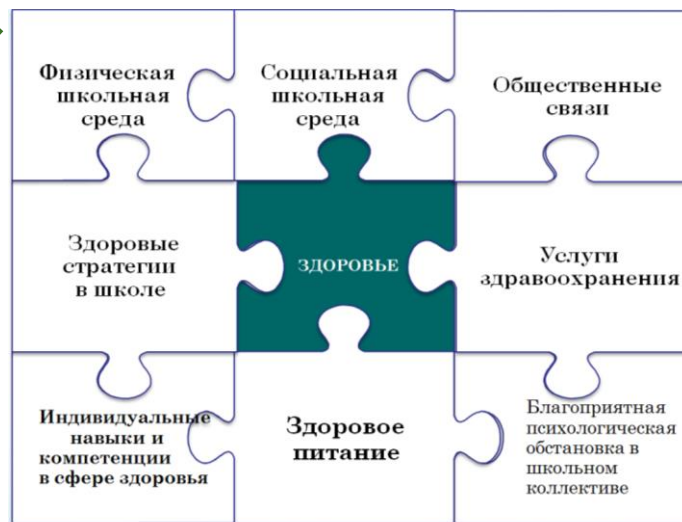 Физическая
школьная
среда
Социальная
школьная
среда
Общественные
связи
Здоровые
стратегии
в школе
ЗДОРОВЬЕ
Услуги
здравоохранения
Индивидуальные
навыки и
компетенции
в сфере здоровья
Здоровое
питание
Благоприятная
психологическая
обстановка в
школьном
коллективе